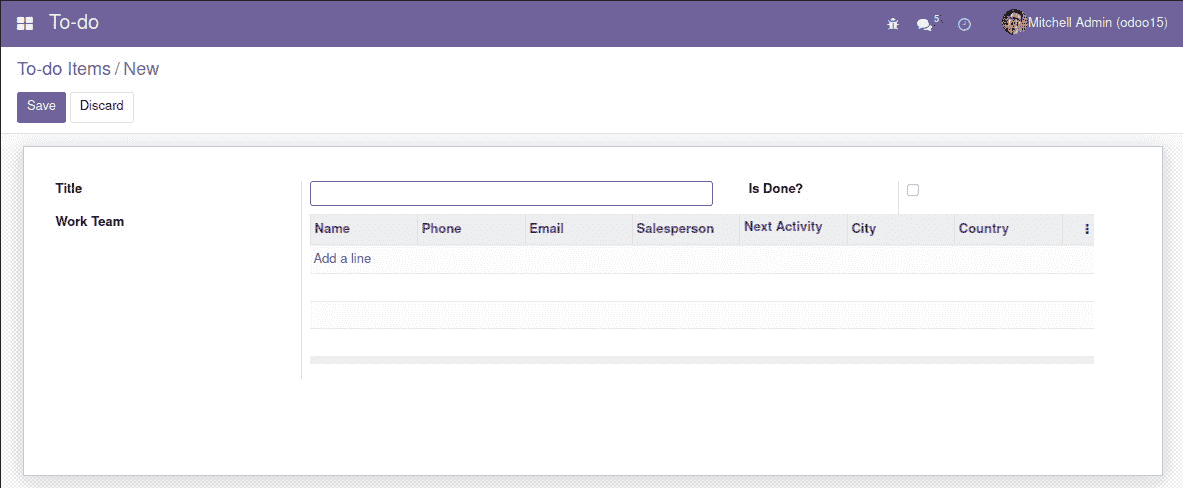 To-do 5 Mitchell Admin (odoo15)
To-do Items / New
Save Discard
Title Is Done?
Work Team
Name Phone Email Salesperson Next Activity City Country
Add a line